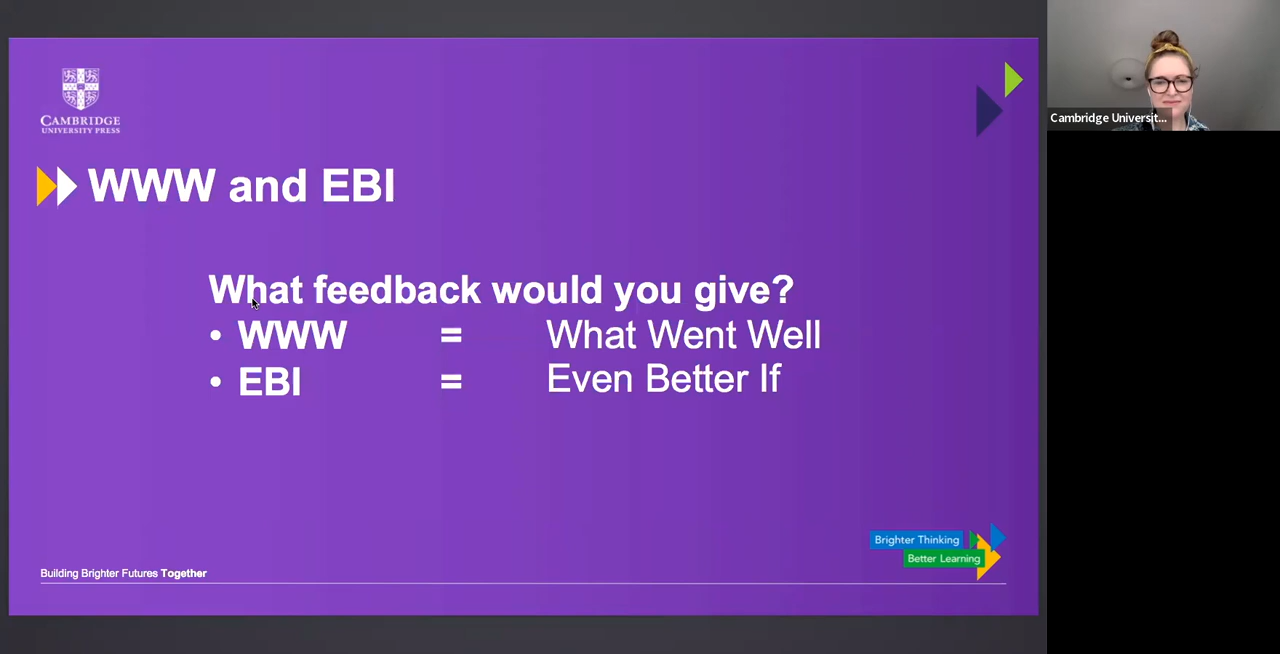 CAMBRIDGE
UNIVERSITY PRESS
WWW and EBI
What feedback would you give?
• WWW = What Went Well
• EBI = Even Better If
Brighter Thinking
Better Learning
Building Brighter Futures Together
Cambridge Universit...